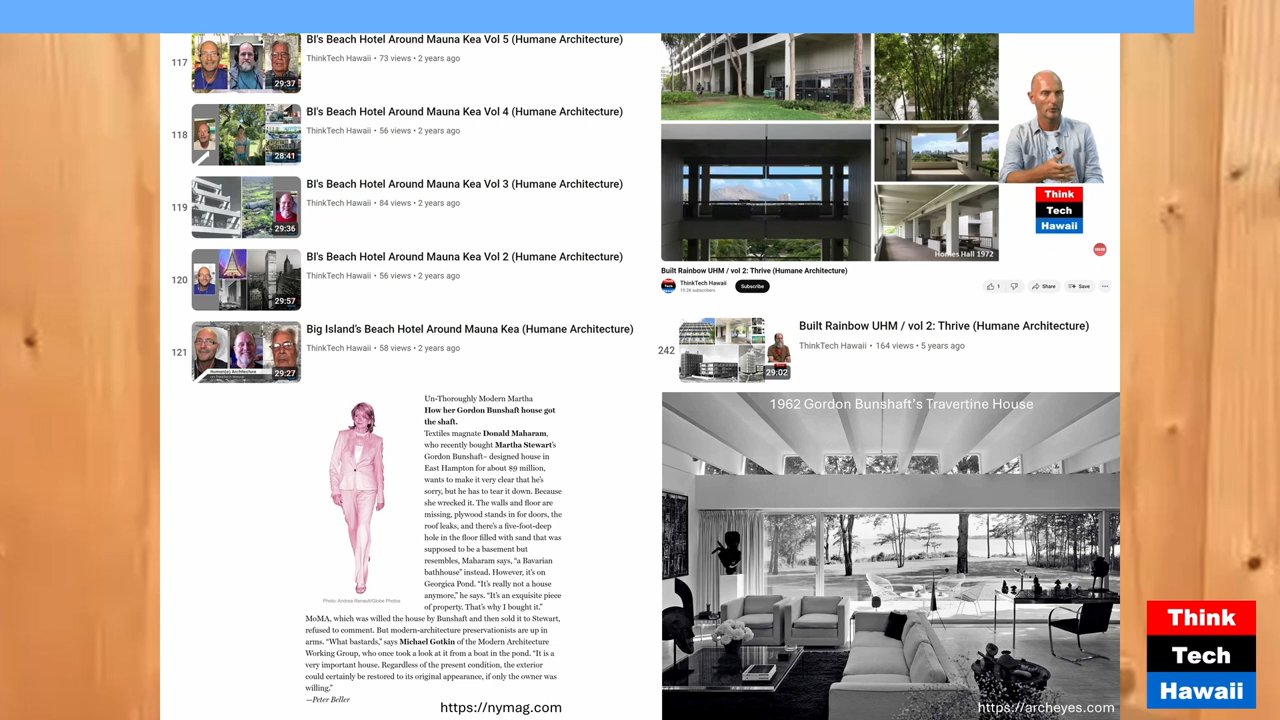 117
BI's Beach Hotel Around Mauna Kea Vol 5 (Humane Architecture)
ThinkTech Hawaii • 73 views • 2 years ago
29:37
118
BI's Beach Hotel Around Mauna Kea Vol 4 (Humane Architecture)
ThinkTech Hawaii • 56 views • 2 years ago
28:41
119
BI's Beach Hotel Around Mauna Kea Vol 3 (Humane Architecture)
ThinkTech Hawaii • 84 views • 2 years ago
29:36
120
BI's Beach Hotel Around Mauna Kea Vol 2 (Humane Architecture)
ThinkTech Hawaii • 56 views • 2 years ago
29:57
121
Big Island's Beach Hotel Around Mauna Kea (Humane Architecture)
ThinkTech Hawaii • 58 views • 2 years ago
29:27
Un-Thoroughly Modern Martha
How her Gordon Bunshaft house got
the shaft.
Textiles magnate Donald Maharam,
who recently bought Martha Stewart's
Gordon Bunshaft– designed house in
East Hampton for about $9 million,
wants to make it very clear that he's
sorry, but he has to tear it down. Because
she wrecked it. The walls and floor are
missing, plywood stands in for doors, the
roof leaks, and there's a five-foot-deep
hole in the floor filled with sand that was
supposed to be a basement but
resembles, Maharam says, "a Bavarian
bathhouse" instead. However, it's on
Georgica Pond. "It's really not a house
anymore," he says. "It's an exquisite piece
of property. That's why I bought it."
Photo: Andrea Renault/Globe Photos
MoMA, which was willed the house by Bunshaft and then sold it to Stewart,
refused to comment. But modern-architecture preservationists are up in
arms. "What bastards," says Michael Gotkin of the Modern Architecture
Working Group, who once took a look at it from a boat in the pond. "It is a
very important house. Regardless of the present condition, the exterior
could certainly be restored to its original appearance, if only the owner was
willing."
—Peter Beller
https://nymag.com
Think
Tech
Hawaii
Holmes Hall 1972
Built Rainbow UHM / vol 2: Thrive (Humane Architecture)
ThinkTech Hawaii
Subscribe
1
Share
Save
242
Built Rainbow UHM / vol 2: Thrive (Humane Architecture)
ThinkTech Hawaii • 164 views • 5 years ago
29:02
1962 Gordon Bunshaft's Travertine House
https://archeyes.com
Think
Tech
Hawaii